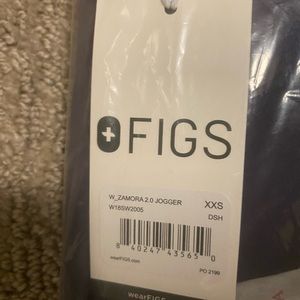 FIGS
W_ZAMORA 2.0 JOGGER
XXS
W18SW2005
DSH
8 40247 43565 0
wearFIGS.com
PO 2199
wearFIGS